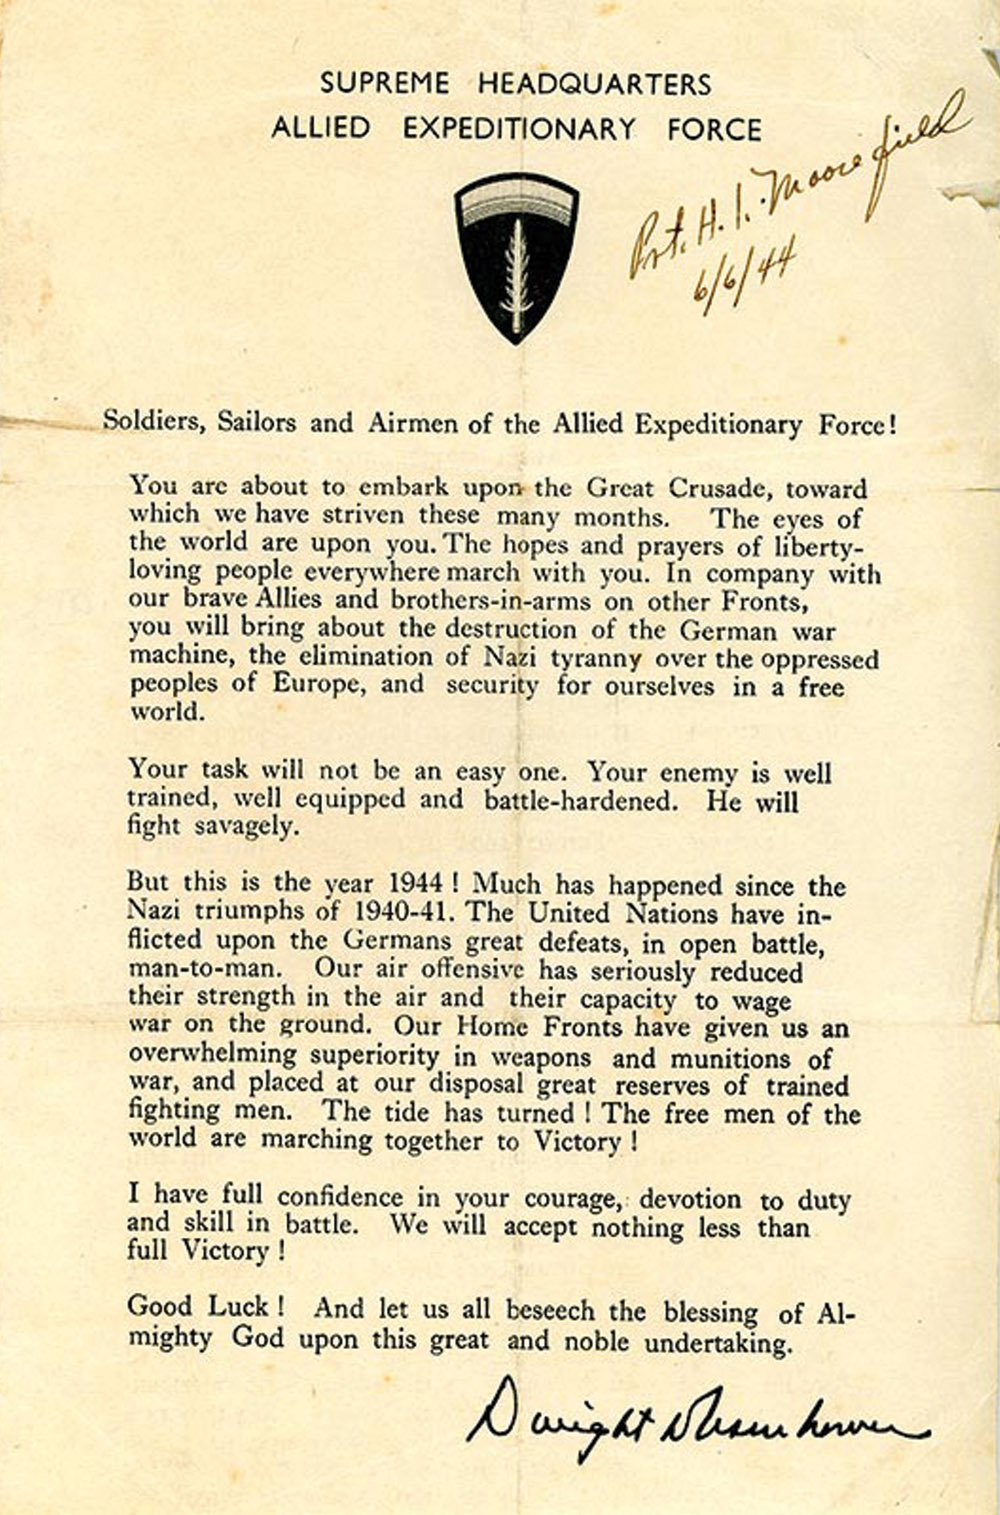 SUPREME HEADQUARTERS
ALLIED EXPEDITIONARY FORCE
Pvt. H. I. Moorefield
6/6/44
Soldiers, Sailors and Airmen of the Allied Expeditionary Force!
You are about to embark upon the Great Crusade, toward
which we have striven these many months. The eyes of
the world are upon you. The hopes and prayers of liberty-
loving people everywhere march with you. In company with
our brave Allies and brothers-in-arms on other Fronts,
you will bring about the destruction of the German war
machine, the elimination of Nazi tyranny over the oppressed
peoples of Europe, and security for ourselves in a free
world.
Your task will not be an easy one. Your enemy is well
trained, well equipped and battle-hardened. He will
fight savagely.
But this is the year 1944 ! Much has happened since the
Nazi triumphs of 1940-41. The United Nations have in-
flicted upon the Germans great defeats, in open battle,
man-to-man. Our air offensive has seriously reduced
their strength in the air and their capacity to wage
war on the ground. Our Home Fronts have given us an
overwhelming superiority in weapons and munitions of
war, and placed at our disposal great reserves of trained
fighting men. The tide has turned ! The free men of the
world are marching together to Victory !
I have full confidence in your courage, devotion to duty
and skill in battle. We will accept nothing less than
full Victory !
Good Luck ! And let us all beseech the blessing of Al-
mighty God upon this great and noble undertaking.
Dwight D Eisenhower